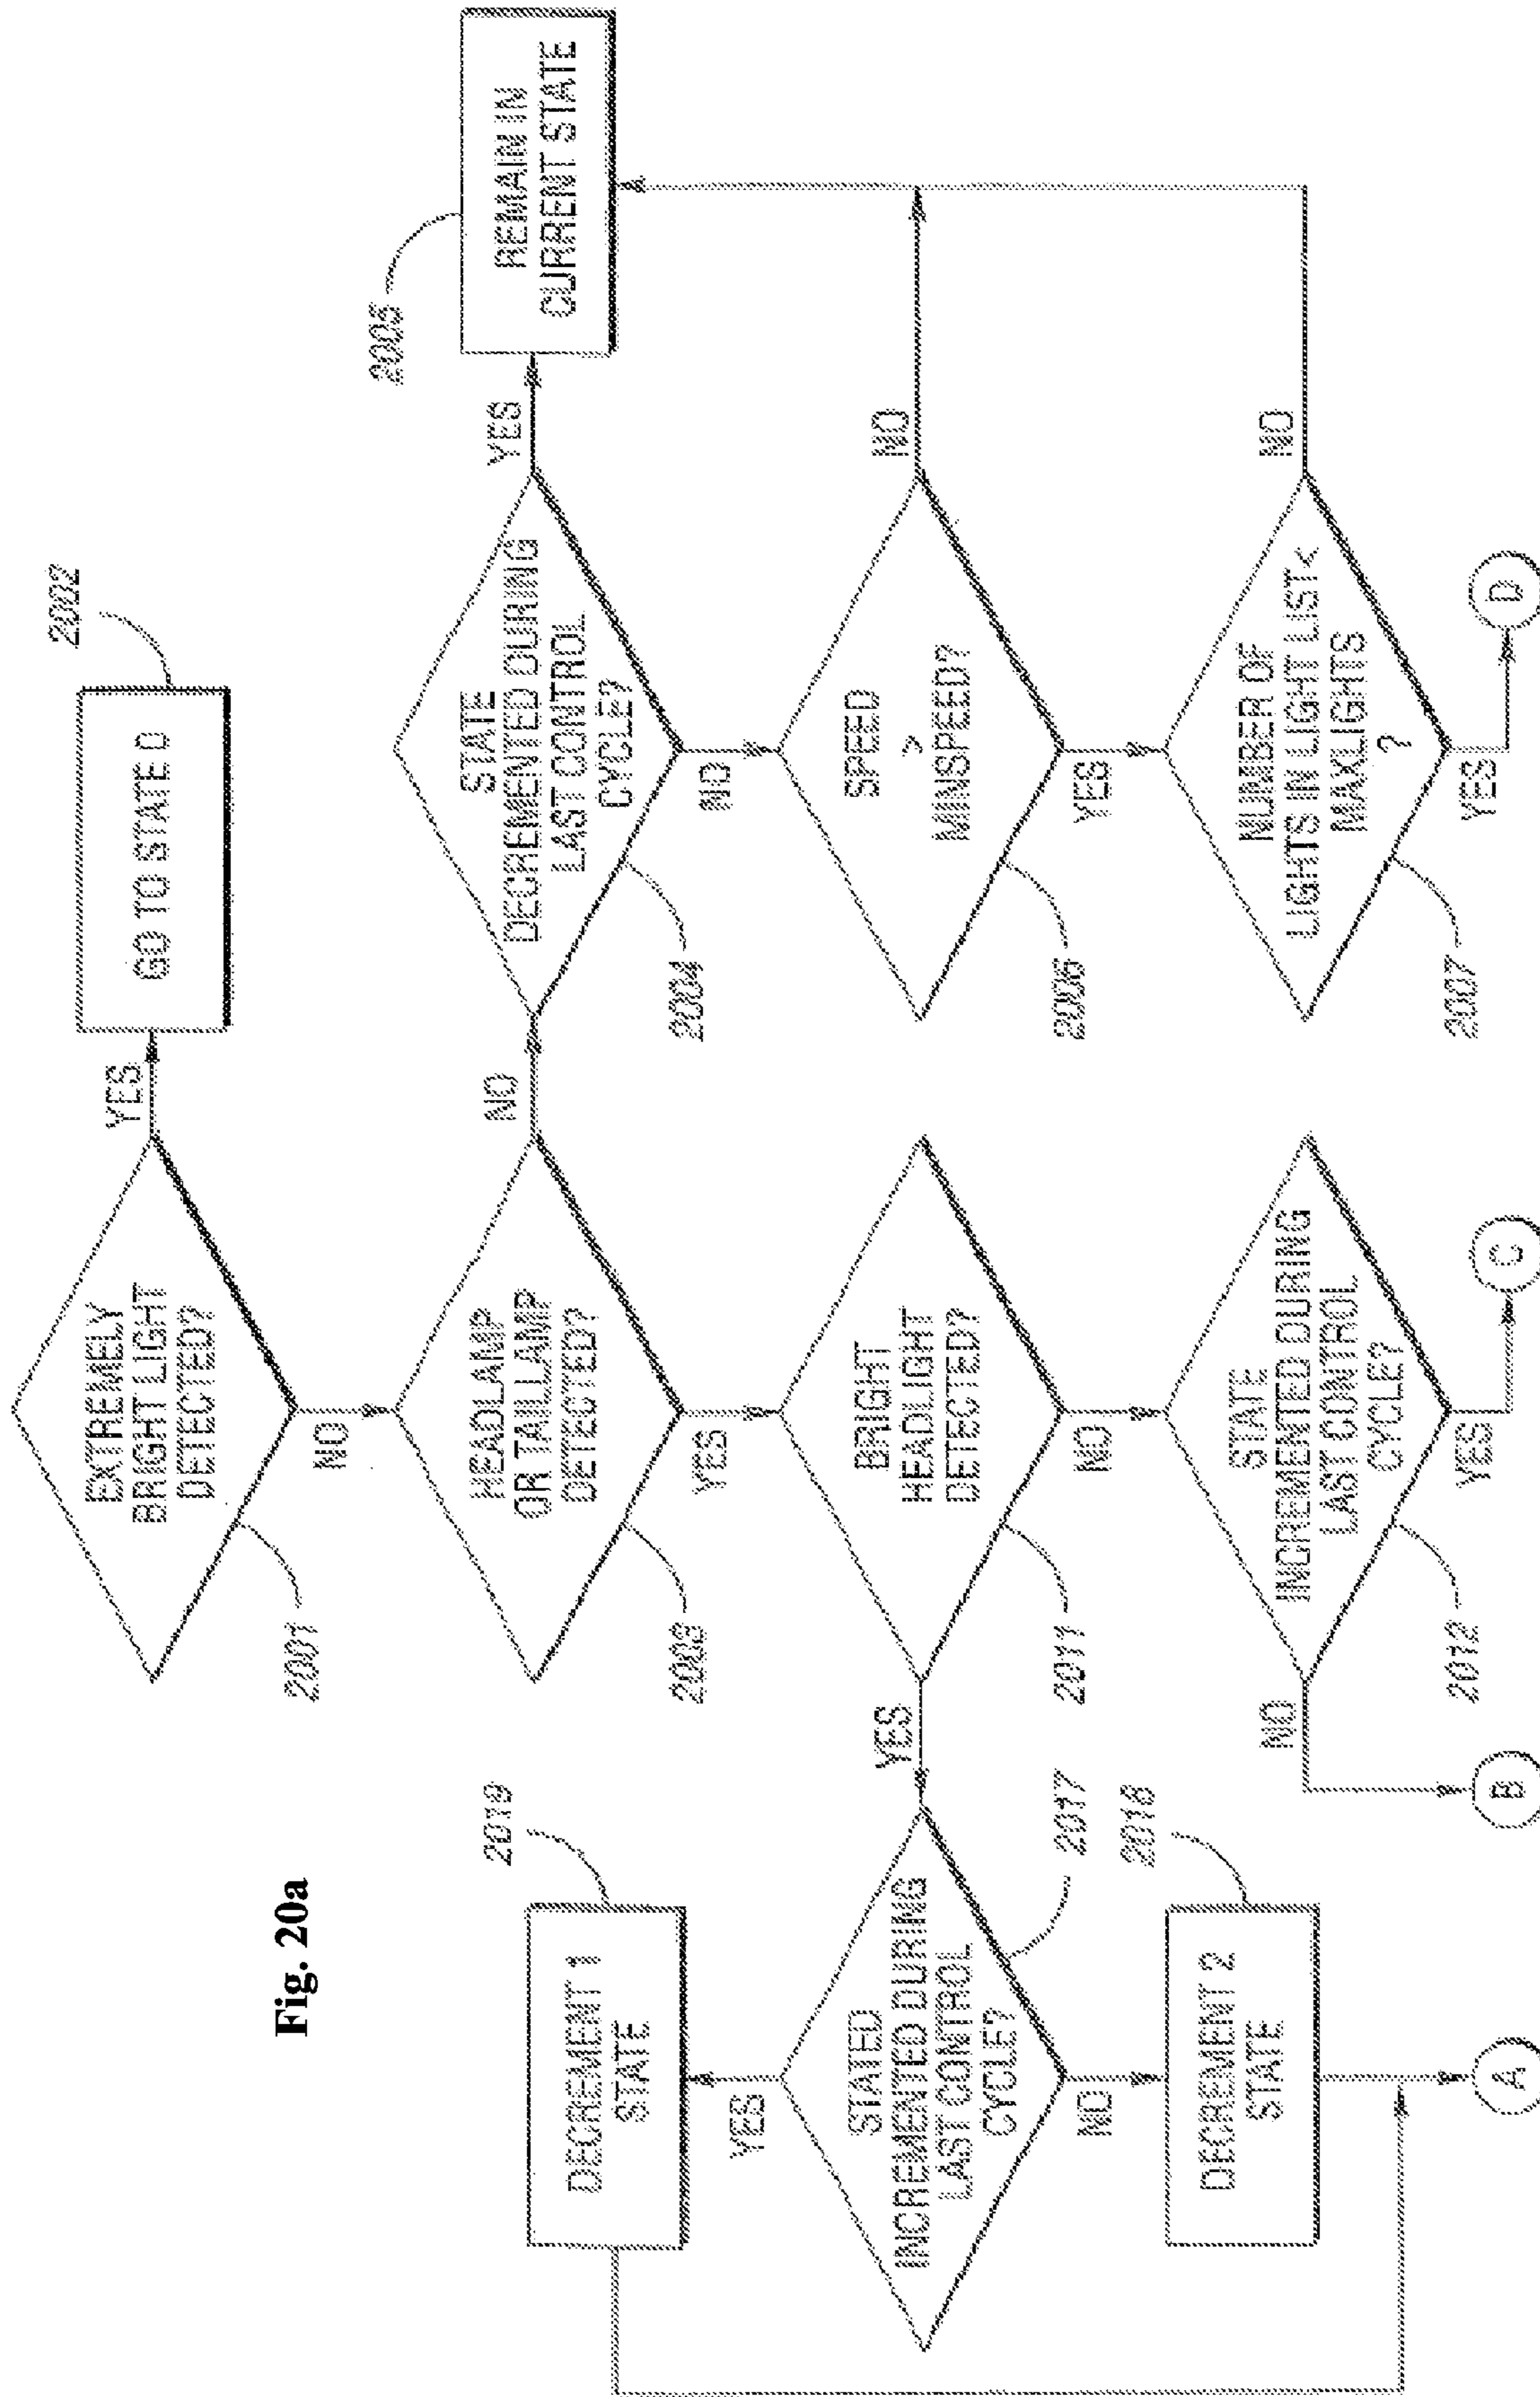 EXTREMELY
BRIGHT LIGHT
DETECTED?
2001
YES
GO TO STATE 0
2002
NO
HEADLAMP
OR TAILLAMP
DETECTED?
2003
NO
STATE
DECREMENTED DURING
LAST CONTROL
CYCLE?
2004
YES
REMAIN IN
CURRENT STATE
2005
NO
SPEED
>
MINSPEED?
2006
NO
YES
NUMBER OF
LIGHTS IN LIGHT LIST<
MAXLIGHTS
?
2007
NO
YES
D
YES
BRIGHT
HEADLIGHT
DETECTED?
2011
NO
STATE
INCREMENTED DURING
LAST CONTROL
CYCLE?
2012
YES
C
NO
B
YES
STATED
INCREMENTED DURING
LAST CONTROL
CYCLE?
2017
YES
DECREMENT 1
STATE
2019
NO
DECREMENT 2
STATE
2018
A
Fig. 20a